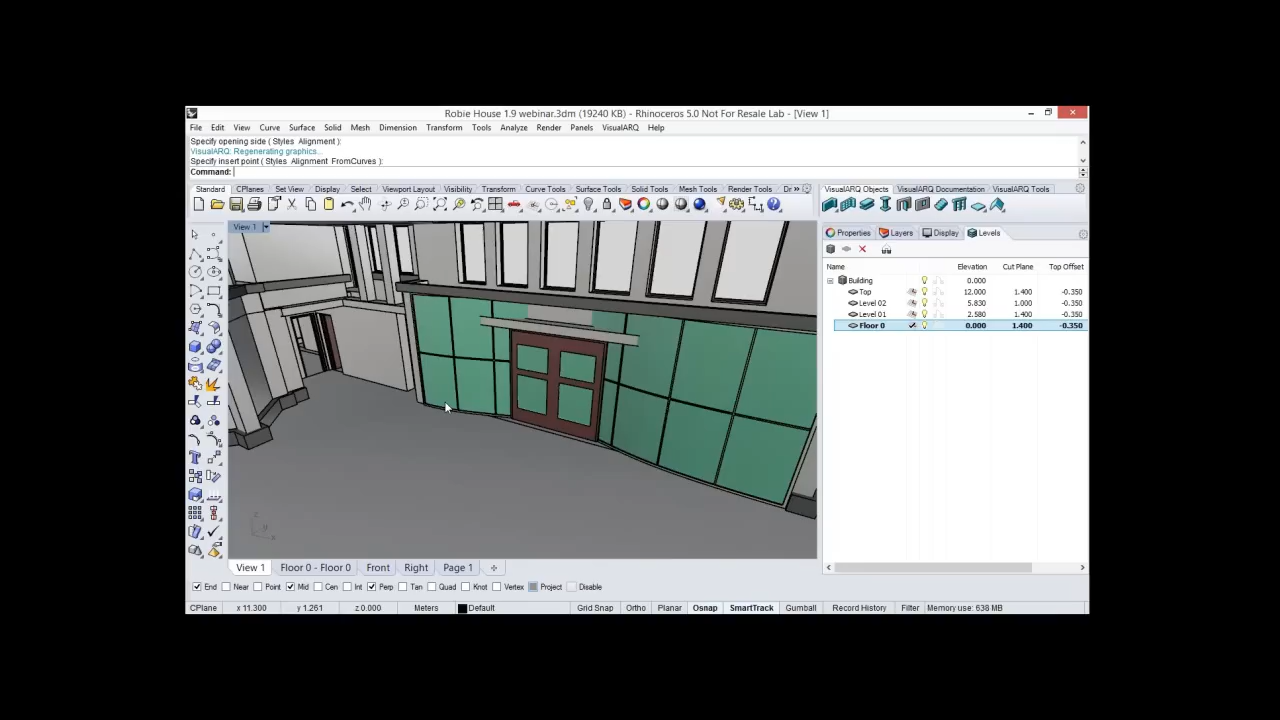 Robie House 1.9 webinar.3dm (19240 KB) - Rhinoceros 5.0 Not For Resale Lab - [View 1]
File Edit View Curve Surface Solid Mesh Dimension Transform Tools Analyze Render Panels VisualARQ Help
Specify opening side ( Styles Alignment ):
VisualARQ: Regenerating graphics...
Specify insert point ( Styles Alignment FromCurves ):
Command:
Standard CPlanes Set View Display Select Viewport Layout Visibility Transform Curve Tools Surface Tools Solid Tools Mesh Tools Render Tools Dr »
VisualARQ Objects VisualARQ Documentation VisualARQ Tools
View 1
Properties Layers Display Levels
Name Elevation Cut Plane Top Offset
Building 0.000
Top 12.000 1.400 -0.350
Level 02 5.830 1.000 -0.350
Level 01 2.580 1.400 -0.350
Floor 0 0.000 1.400 -0.350
z
y
x
View 1 Floor 0 - Floor 0 Front Right Page 1
End Near Point Mid Cen Int Perp Tan Quad Knot Vertex Project Disable
CPlane x 11.300 y 1.261 z 0.000 Meters Default Grid Snap Ortho Planar Osnap SmartTrack Gumball Record History Filter Memory use: 638 MB